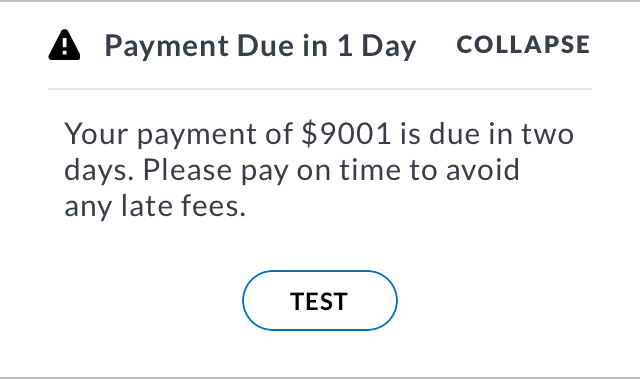 Payment Due in 1 Day COLLAPSE
Your payment of $9001 is due in two
days. Please pay on time to avoid
any late fees.
TEST